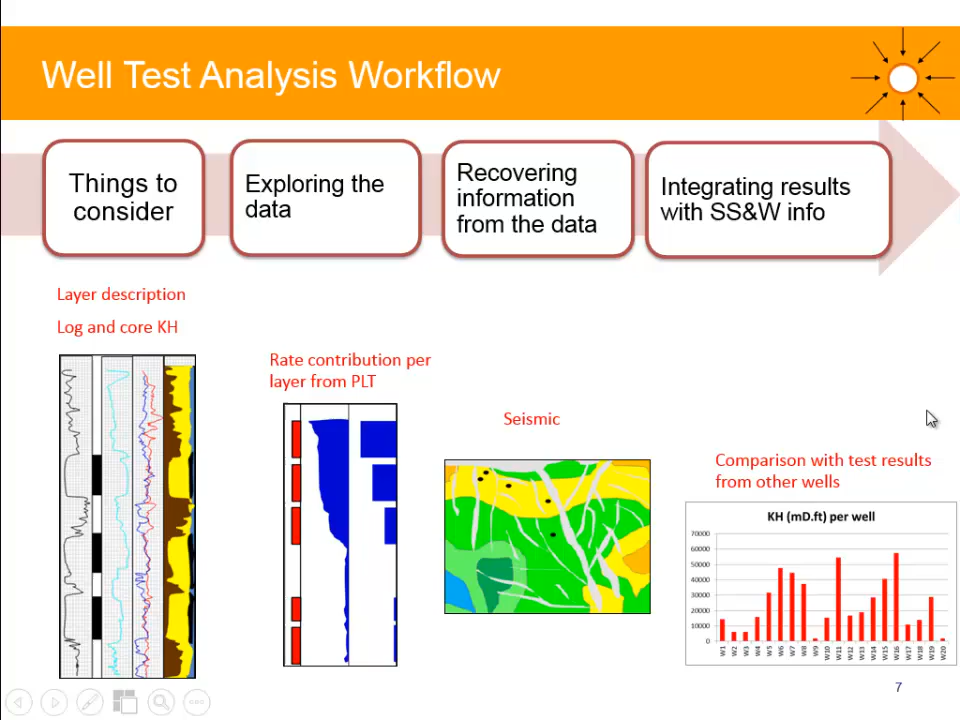 Well Test Analysis Workflow
Things to
consider
Exploring the
data
Recovering
information
from the data
Integrating results
with SS&W info
Layer description
Log and core KH
Rate contribution per
layer from PLT
Seismic
Comparison with test results
from other wells
KH (mD.ft) per well
70000
60000
50000
40000
30000
20000
10000
0
W1
W2
W3
W4
W5
W6
W7
W8
W9
W10
W11
W12
W13
W14
W15
W16
W17
W18
W19
W20
7